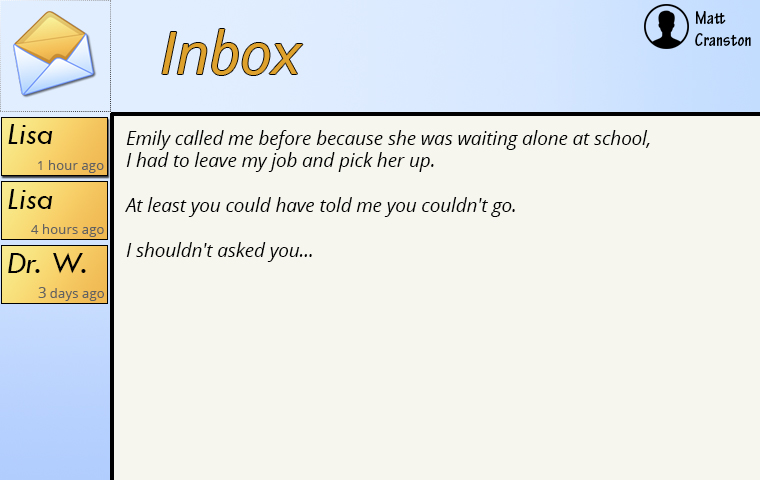 Inbox
Matt
Cranston
Lisa
1 hour ago
Lisa
4 hours ago
Dr. W.
3 days ago
Emily called me before because she was waiting alone at school,
I had to leave my job and pick her up.
At least you could have told me you couldn't go.
I shouldn't asked you...